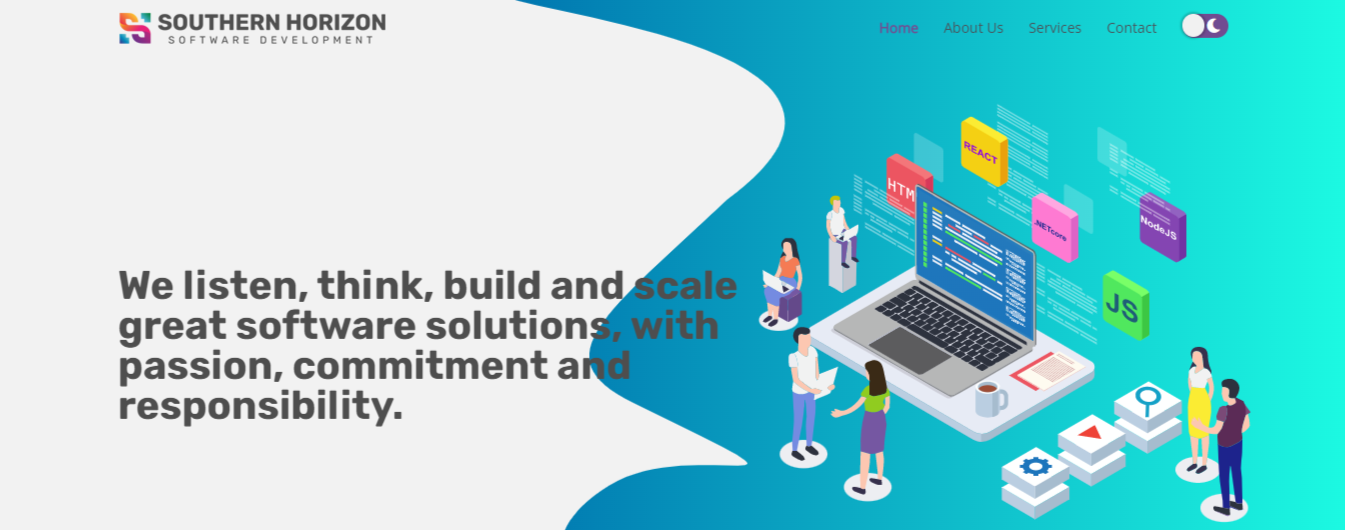 SOUTHERN HORIZON
SOFTWARE DEVELOPMENT
Home About Us Services Contact
We listen, think, build and scale
great software solutions, with
passion, commitment and
responsibility.
REACT
HTM
.NETcore
NodeJS
JS